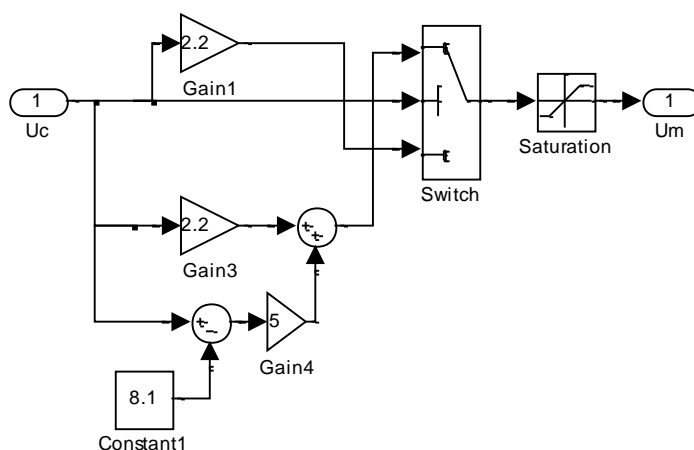 2.2
Gain1
1
Uc
1
Um
Saturation
Switch
2.2
Gain3
5
Gain4
8.1
Constant1